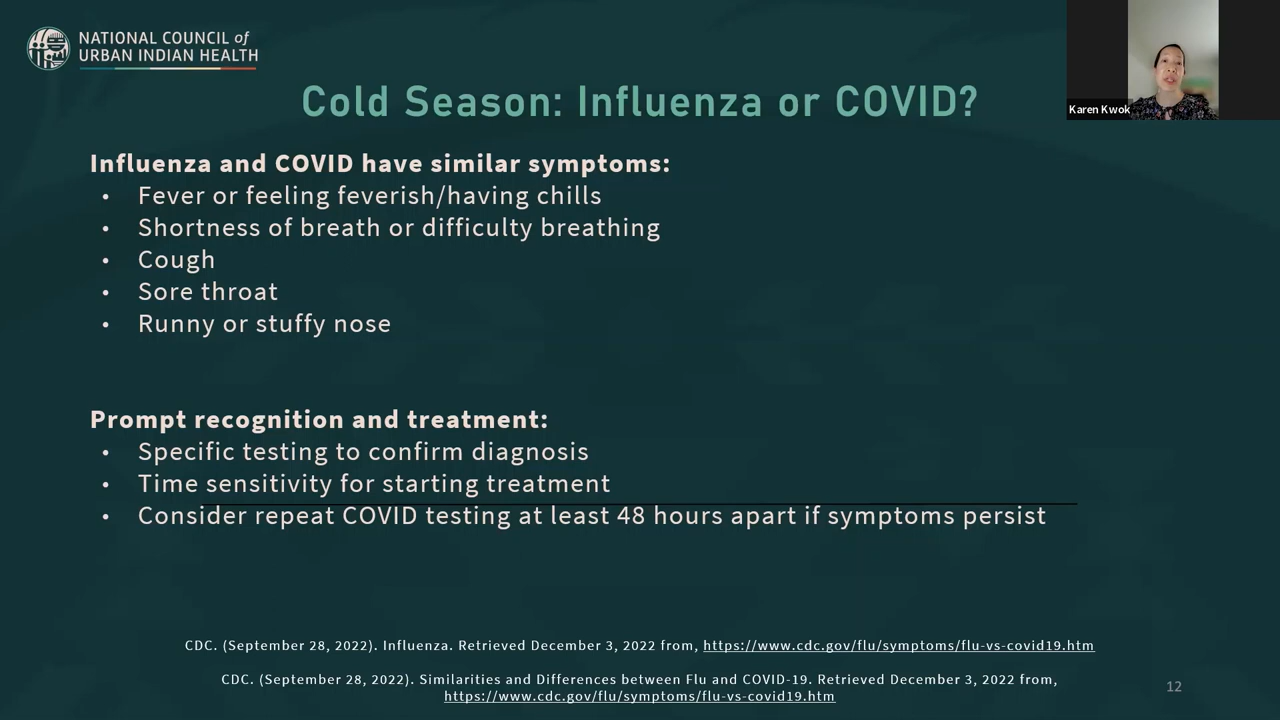 NATIONAL COUNCIL of
URBAN INDIAN HEALTH
Karen Kwok
Cold Season: Influenza or COVID?
Influenza and COVID have similar symptoms:
• Fever or feeling feverish/having chills
• Shortness of breath or difficulty breathing
• Cough
• Sore throat
• Runny or stuffy nose
Prompt recognition and treatment:
• Specific testing to confirm diagnosis
• Time sensitivity for starting treatment
• Consider repeat COVID testing at least 48 hours apart if symptoms persist
CDC. (September 28, 2022). Influenza. Retrieved December 3, 2022 from, https://www.cdc.gov/flu/symptoms/flu-vs-covid19.htm
CDC. (September 28, 2022). Similarities and Differences between Flu and COVID-19. Retrieved December 3, 2022 from,
https://www.cdc.gov/flu/symptoms/flu-vs-covid19.htm
12